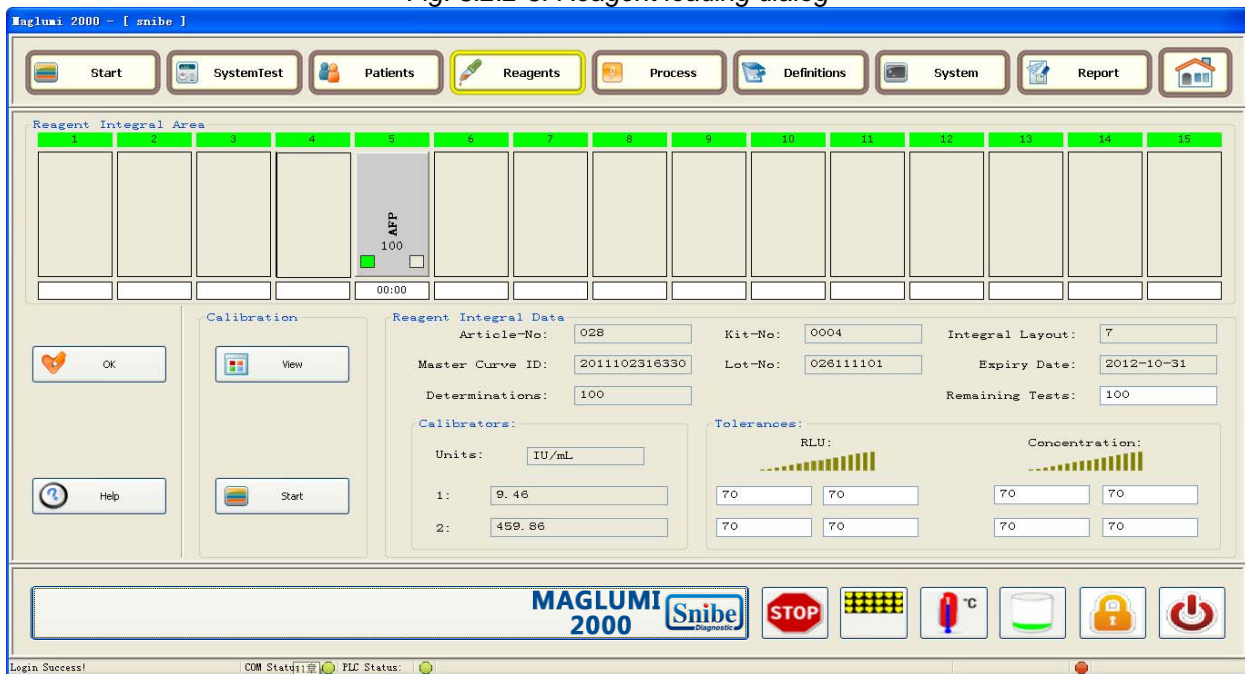 Maglumi 2000 - [ snibe ]
Start SystemTest Patients Reagents Process Definitions System Report
Reagent Integral Area
1 2 3 4 5 6 7 8 9 10 11 12 13 14 15
AFP
100
00:00
Calibration
Reagent Integral Data
Article-No: 028 Kit-No: 0004 Integral Layout: 7
OK View Master Curve ID: 2011102316330 Lot-No: 026111101 Expiry Date: 2012-10-31
Determinations: 100 Remaining Tests: 100
Calibrators: Tolerances:
RLU: Concentration:
Units: IU/mL
Help Start 1: 9.46 70 70 70 70
2: 459.86 70 70 70 70
MAGLUMI
2000
Snibe
Diagnostic
STOP
°C
Login Success! COM Status PLC Status: